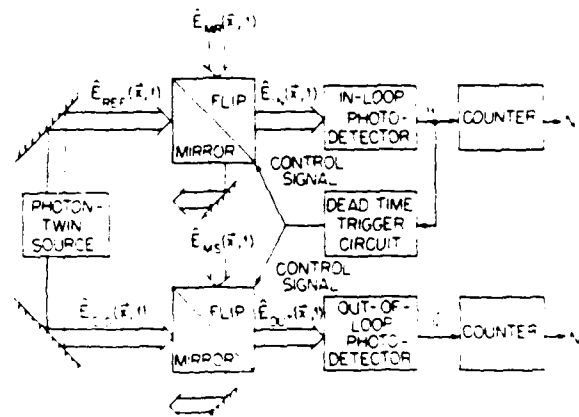 Ê_MR(x⃗,t)
Ê_REF(x⃗,t)
FLIP
MIRROR
Ê_IN(x⃗,t)
IN-LOOP
PHOTO-
DETECTOR
COUNTER
CONTROL
SIGNAL
PHOTON-
TWIN
SOURCE
DEAD TIME
TRIGGER
CIRCUIT
Ê_MS(x⃗,t)
CONTROL
SIGNAL
(x⃗,t)
FLIP
MIRROR
Ê_OUT(x⃗,t)
OUT-OF-
LOOP
PHOTO-
DETECTOR
COUNTER